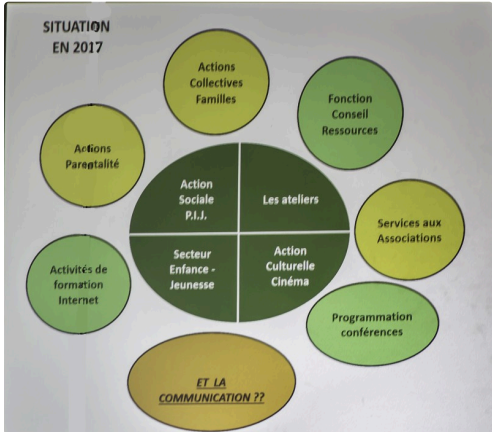 SITUATION
EN 2017
Actions
Collectives
Familles
Fonction
Conseil
Ressources
Actions
Parentalité
Action
Sociale
P.I.J.
Les ateliers
Services aux
Associations
Secteur
Enfance -
Jeunesse
Action
Culturelle
Cinéma
Activités de
formation
Internet
Programmation
conférences
ET LA
COMMUNICATION ??